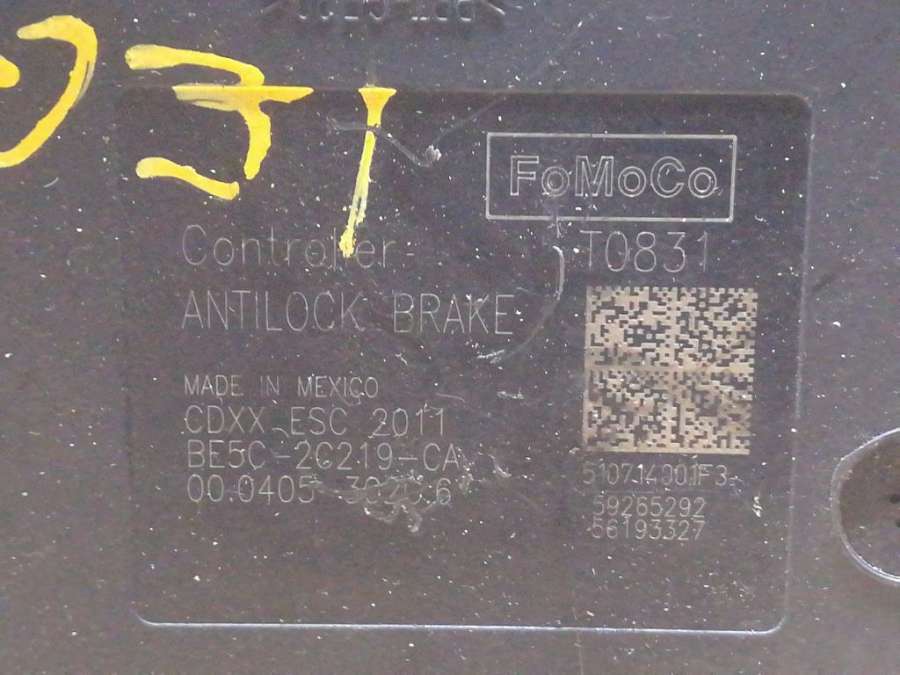 FoMoCo
Controller- T0831
ANTILOCK BRAKE
MADE IN MEXICO
CDXX ESC 2011
BE5C-2C219-CA
59265292
56193327